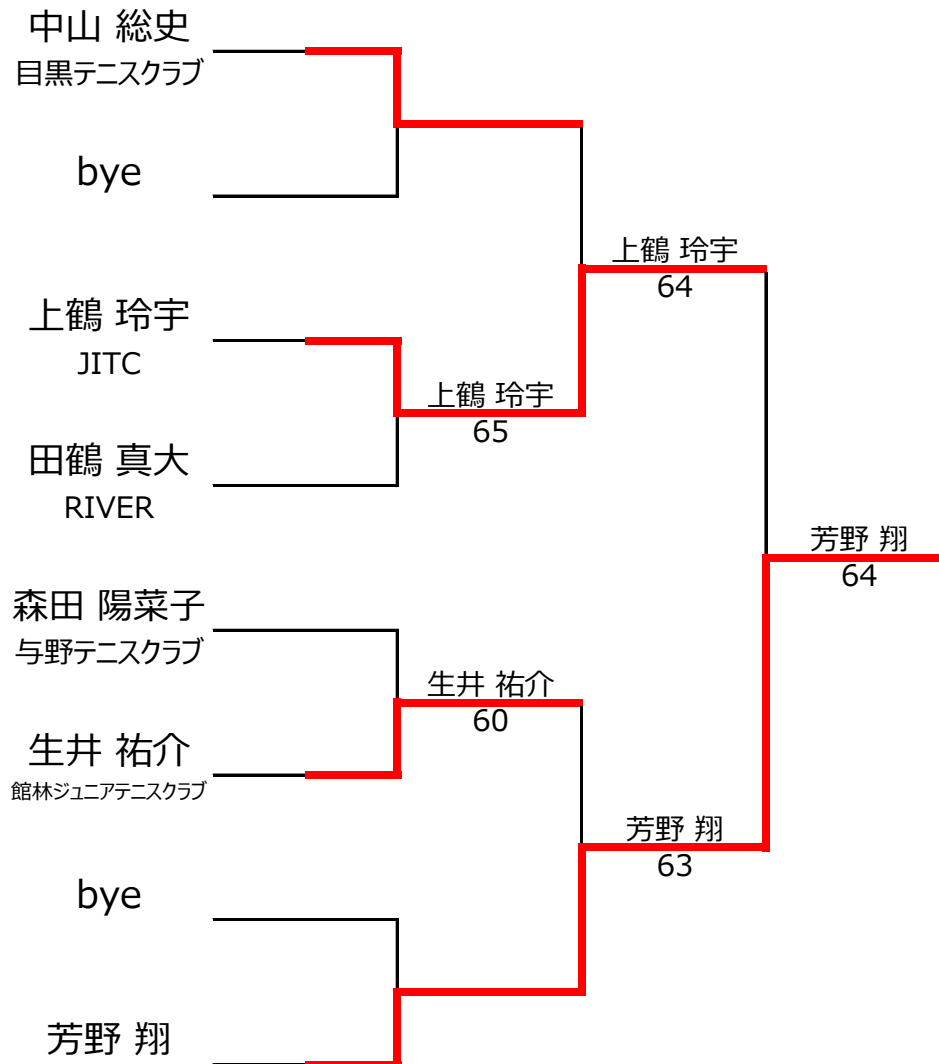 中山 総史
目黒テニスクラブ
bye
上鶴 玲宇
64
上鶴 玲宇
JITC
上鶴 玲宇
65
田鶴 真大
RIVER
芳野 翔
64
森田 陽菜子
与野テニスクラブ
生井 祐介
60
生井 祐介
館林ジュニアテニスクラブ
芳野 翔
63
bye
芳野 翔